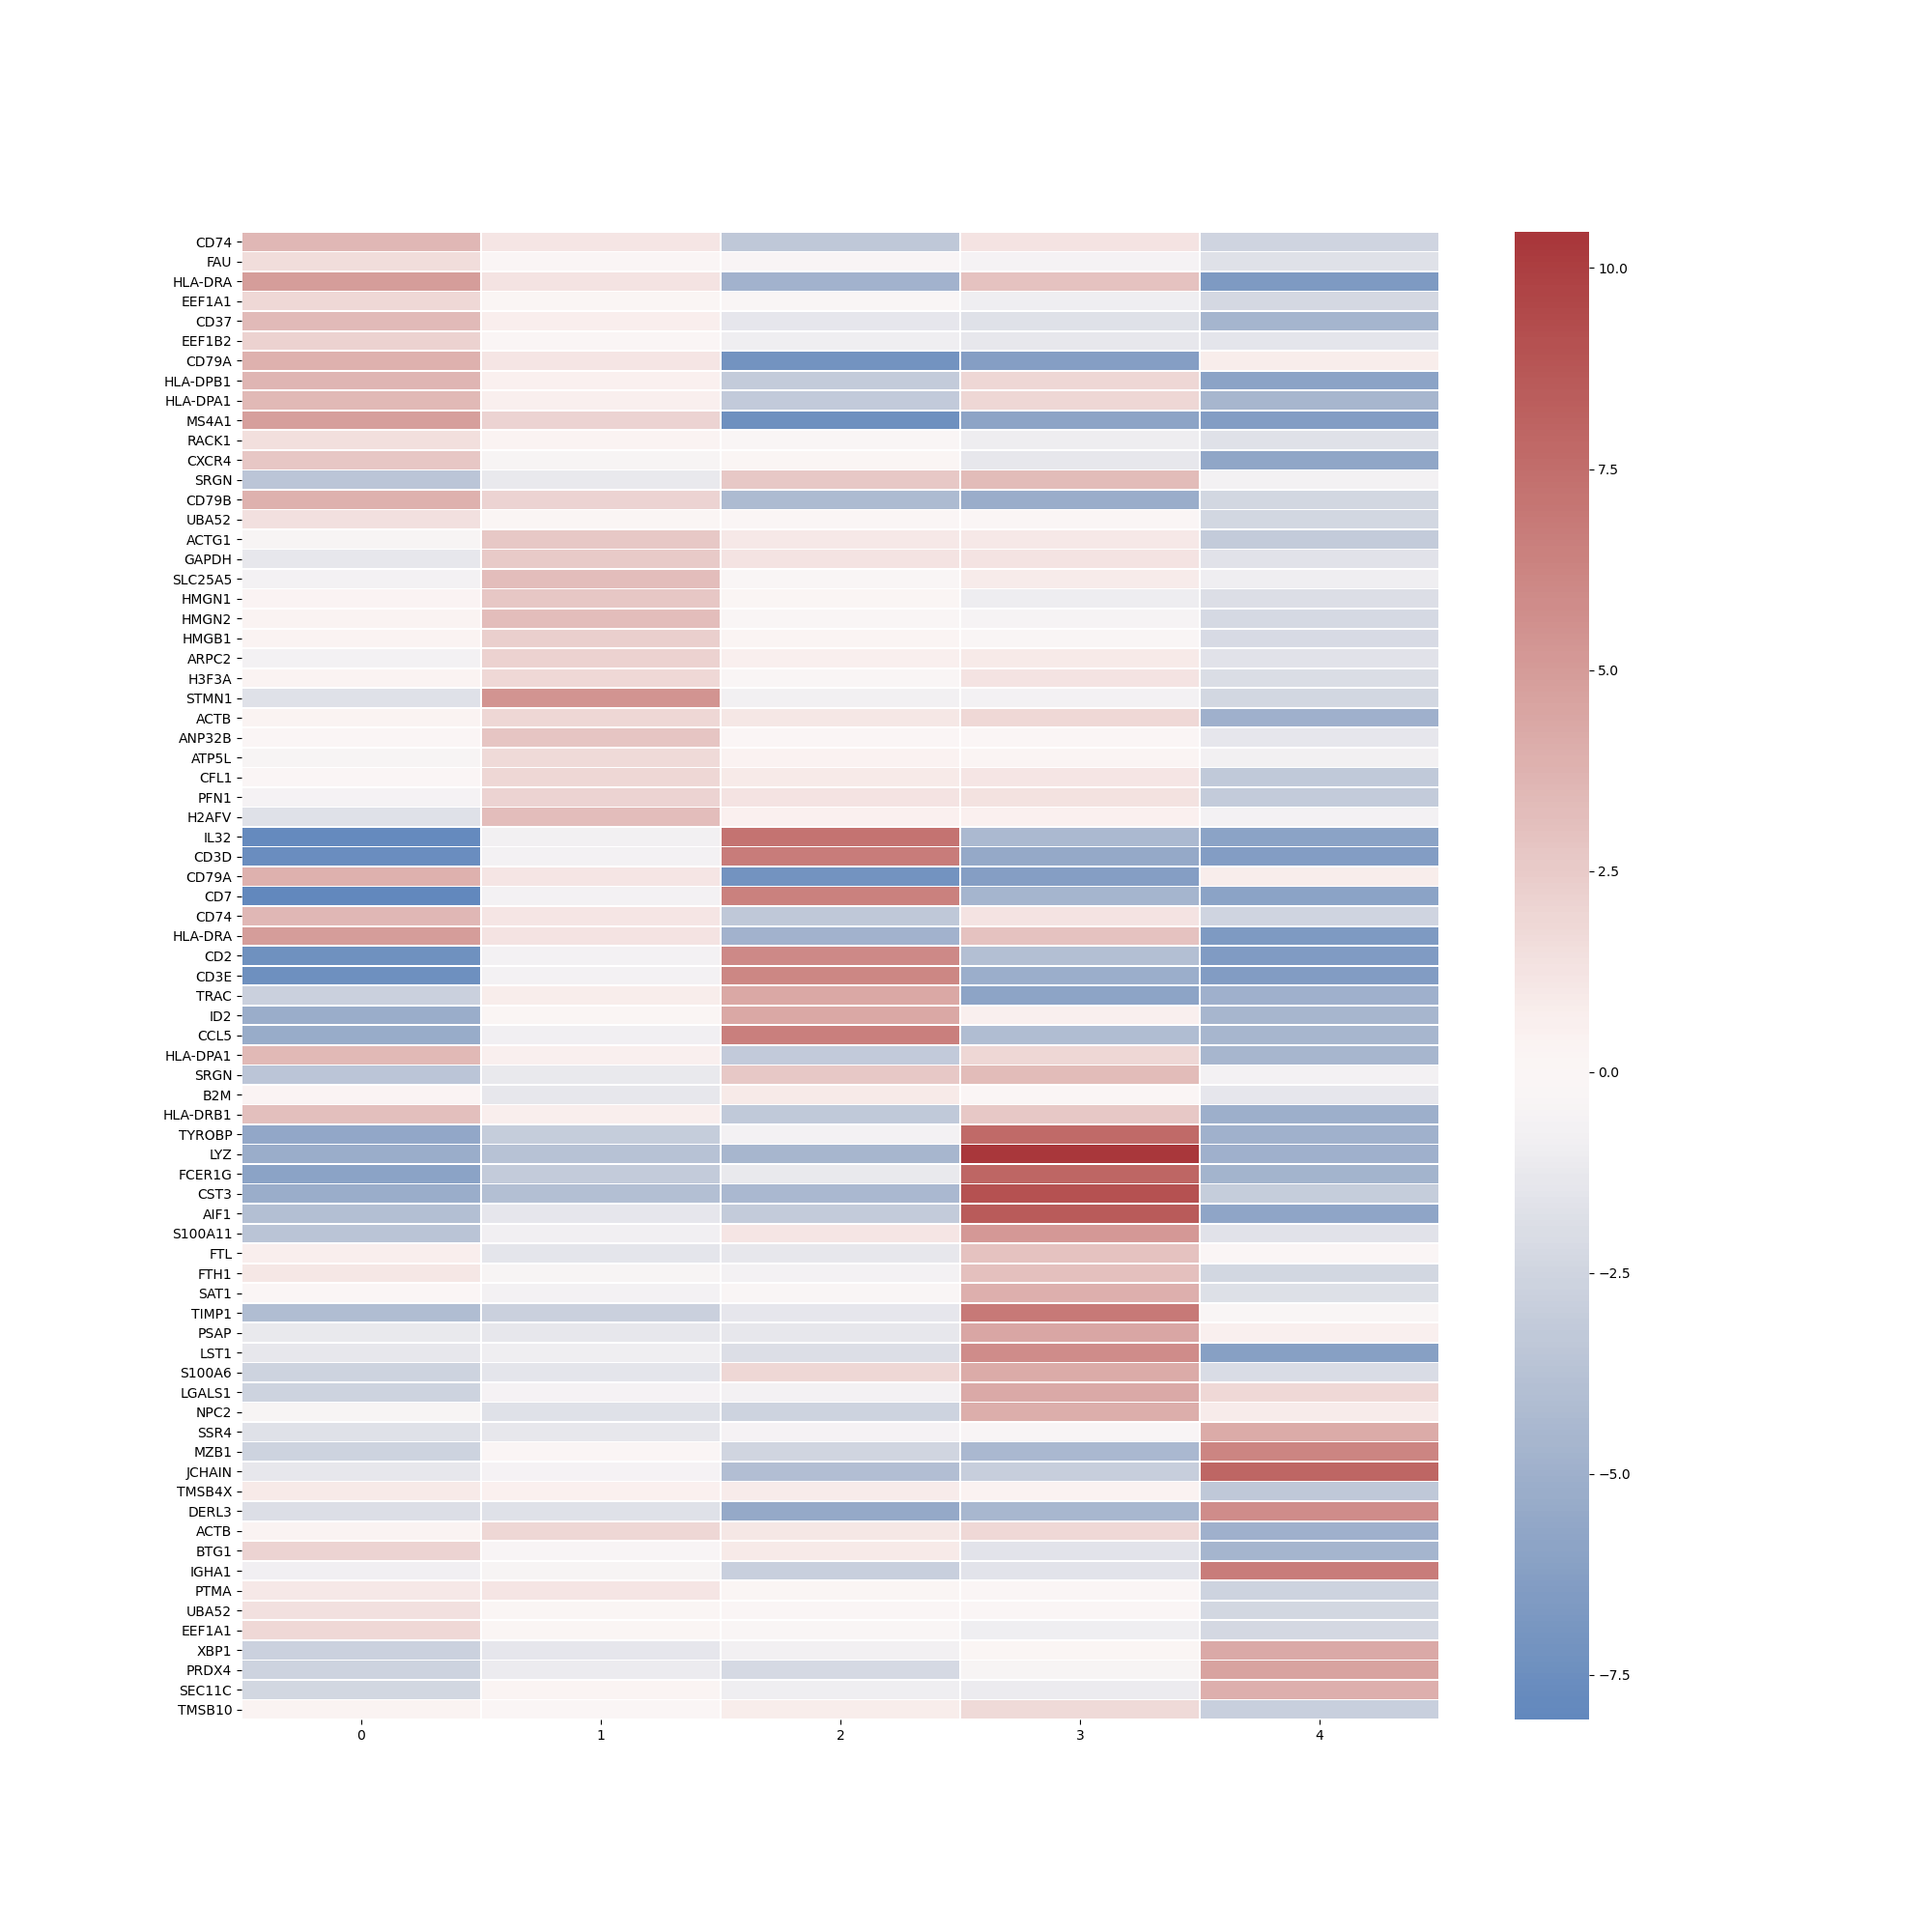 CD74
FAU
HLA-DRA
EEF1A1
CD37
EEF1B2
CD79A
HLA-DPB1
HLA-DPA1
MS4A1
RACK1
CXCR4
SRGN
CD79B
UBA52
ACTG1
GAPDH
SLC25A5
HMGN1
HMGN2
HMGB1
ARPC2
H3F3A
STMN1
ACTB
ANP32B
ATP5L
CFL1
PFN1
H2AFV
IL32
CD3D
CD79A
CD7
CD74
HLA-DRA
CD2
CD3E
TRAC
ID2
CCL5
HLA-DPA1
SRGN
B2M
HLA-DRB1
TYROBP
LYZ
FCER1G
CST3
AIF1
S100A11
FTL
FTH1
SAT1
TIMP1
PSAP
LST1
S100A6
LGALS1
NPC2
SSR4
MZB1
JCHAIN
TMSB4X
DERL3
ACTB
BTG1
IGHA1
PTMA
UBA52
EEF1A1
XBP1
PRDX4
SEC11C
TMSB10
0 1 2 3 4
10.0
7.5
5.0
2.5
0.0
−2.5
−5.0
−7.5